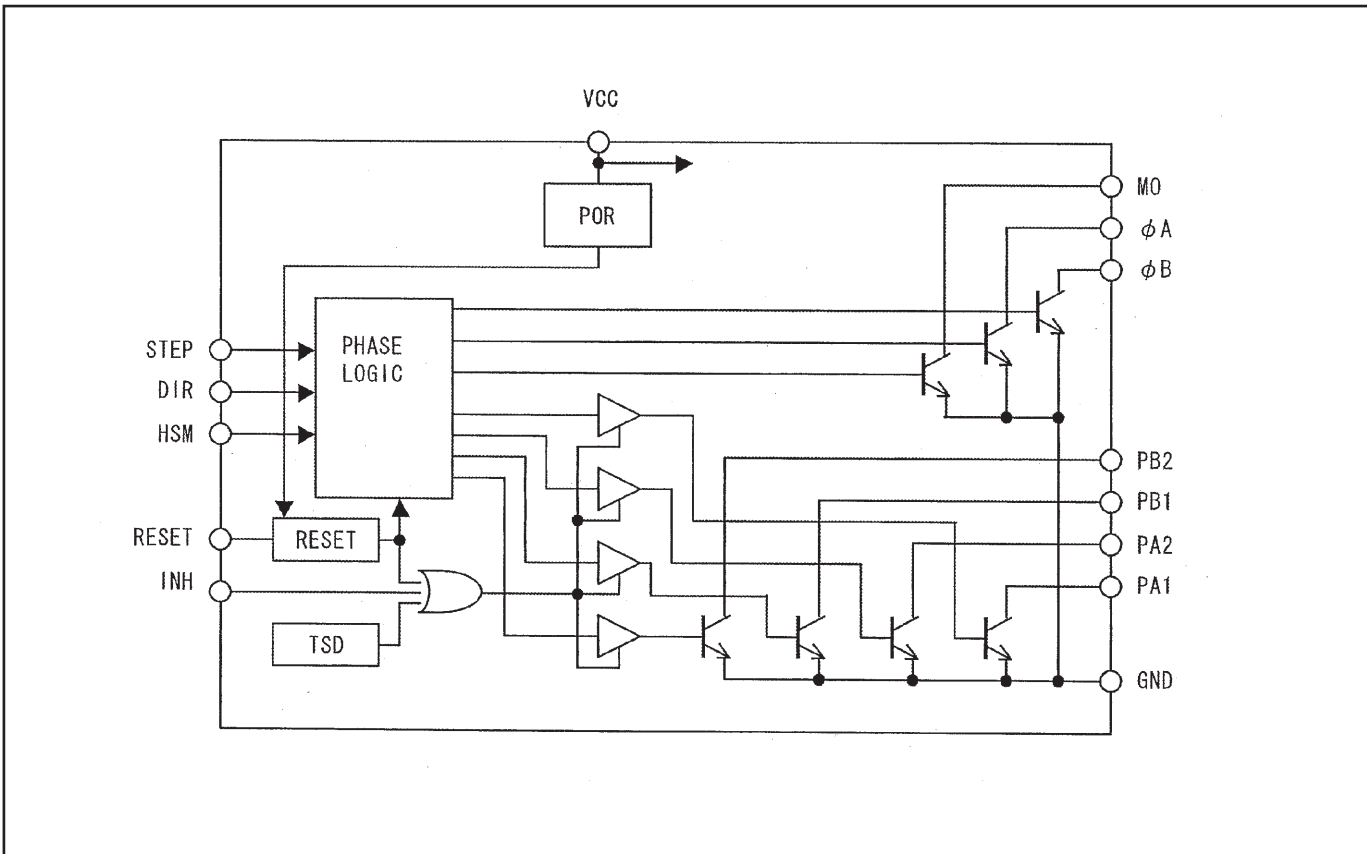 VCC
POR
MO
φA
φB
STEP
DIR
HSM
PHASE
LOGIC
PB2
PB1
PA2
PA1
RESET
RESET
INH
TSD
GND